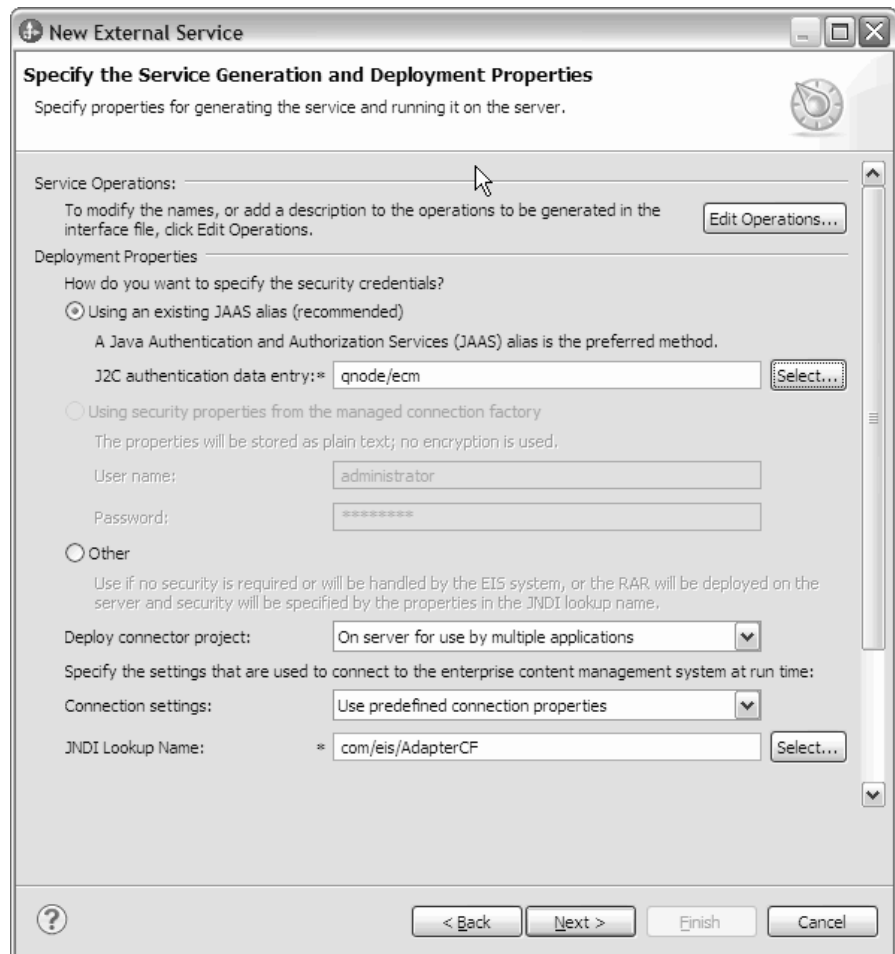 New External Service
Specify the Service Generation and Deployment Properties
Specify properties for generating the service and running it on the server.
Service Operations:
To modify the names, or add a description to the operations to be generated in the
interface file, click Edit Operations.
Edit Operations...
Deployment Properties
How do you want to specify the security credentials?
Using an existing JAAS alias (recommended)
A Java Authentication and Authorization Services (JAAS) alias is the preferred method.
J2C authentication data entry:* qnode/ecm Select...
Using security properties from the managed connection factory
The properties will be stored as plain text; no encryption is used.
User name: administrator
Password: ********
Other
Use if no security is required or will be handled by the EIS system, or the RAR will be deployed on the
server and security will be specified by the properties in the JNDI lookup name.
Deploy connector project: On server for use by multiple applications
Specify the settings that are used to connect to the enterprise content management system at run time:
Connection settings: Use predefined connection properties
JNDI Lookup Name: * com/eis/AdapterCF Select...
? < Back Next > Finish Cancel